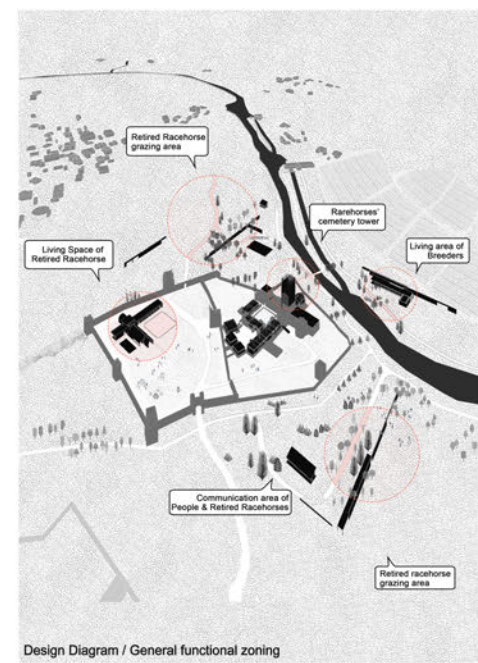 Retired Racehorse
grazing area
Rarehorses'
cemetery tower
Living Space of
Retired Racehorse
Living area of
Breeders
Communication area of
People & Retired Racehorses
Retired racehorse
grazing area
Design Diagram / General functional zoning